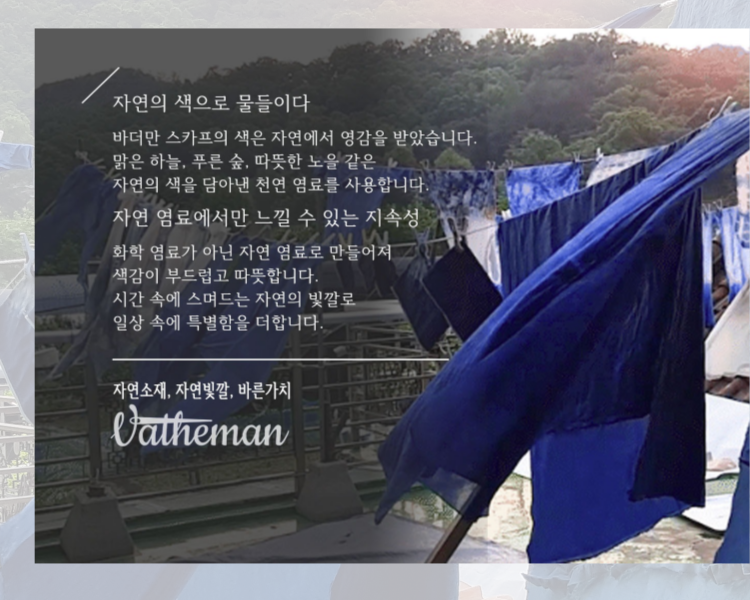 자연의 색으로 물들이다
바더만 스카프의 색은 자연에서 영감을 받았습니다.
맑은 하늘, 푸른 숲, 따뜻한 노을 같은
자연의 색을 담아낸 천연 염료를 사용합니다.
자연 염료에서만 느낄 수 있는 지속성
화학 염료가 아닌 자연 염료로 만들어져
색감이 부드럽고 따뜻합니다.
시간 속에 스며드는 자연의 빛깔로
일상 속에 특별함을 더합니다.
자연소재, 자연빛깔, 바른가치
Vatheman